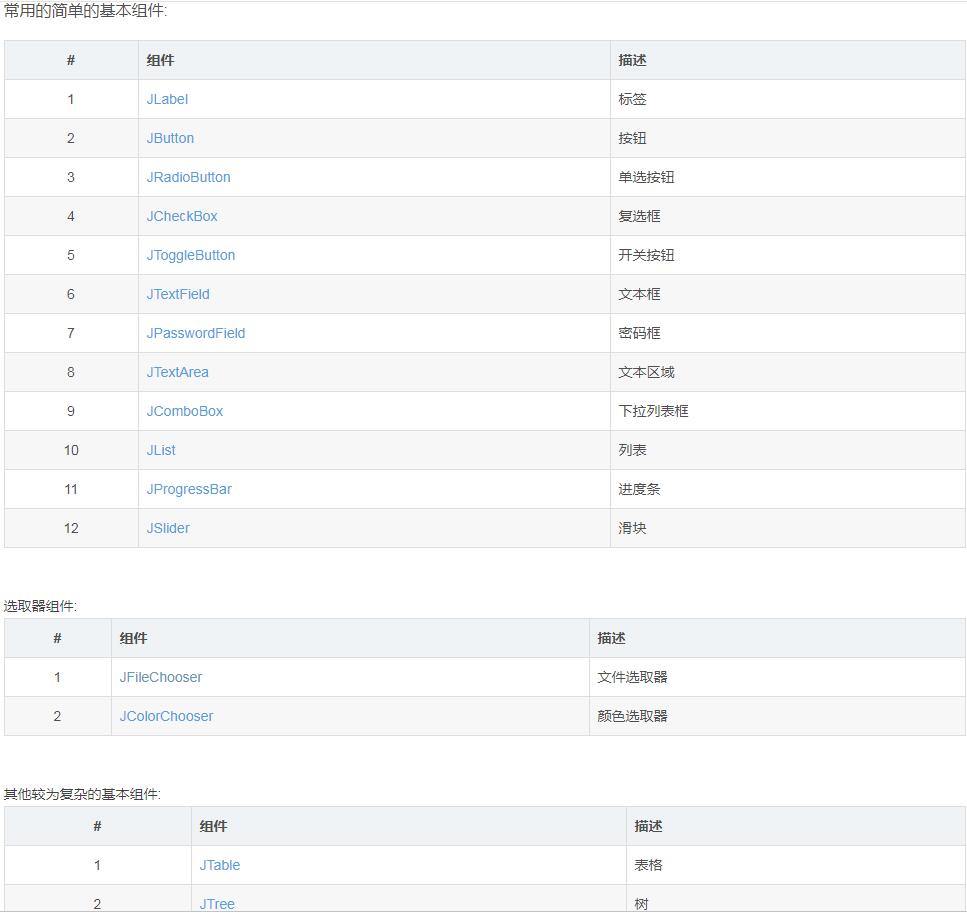 常用的简单的基本组件:
# 组件 描述
1 JLabel 标签
2 JButton 按钮
3 JRadioButton 单选按钮
4 JCheckBox 复选框
5 JToggleButton 开关按钮
6 JTextField 文本框
7 JPasswordField 密码框
8 JTextArea 文本区域
9 JComboBox 下拉列表框
10 JList 列表
11 JProgressBar 进度条
12 JSlider 滑块
选取器组件:
# 组件 描述
1 JFileChooser 文件选取器
2 JColorChooser 颜色选取器
其他较为复杂的基本组件:
# 组件 描述
1 JTable 表格
2 JTree 树